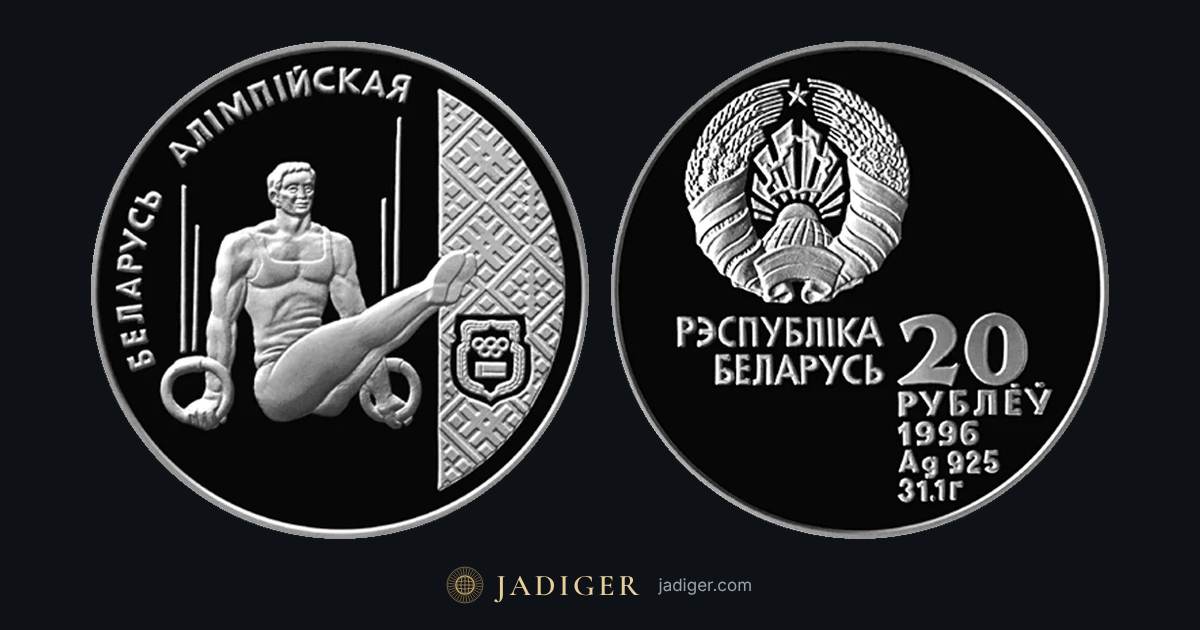 БЕЛАРУСЬ АЛІМПІЙСКАЯ
РЭСПУБЛІКА
БЕЛАРУСЬ
20
РУБЛЁЎ
1996
Ag 925
31.1г
JADIGER jadiger.com